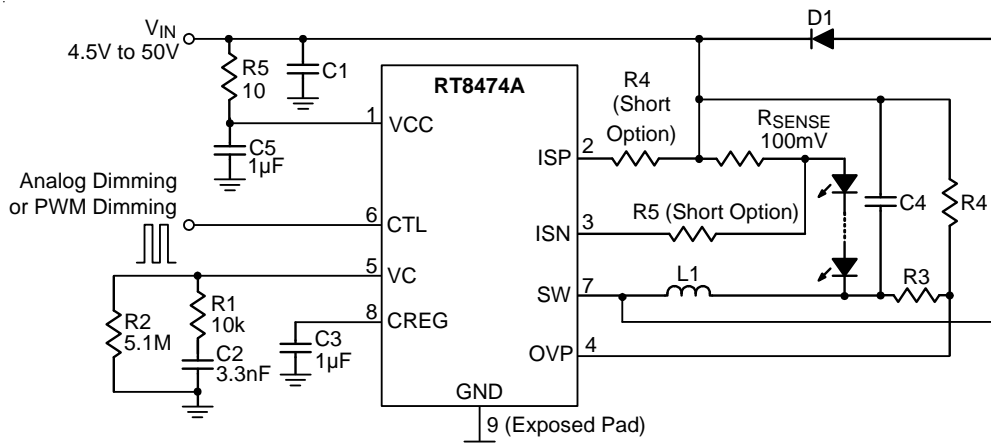 VIN
4.5V to 50V
R5
10
C1
RT8474A
D1
R4
(Short
Option)
RSENSE
100mV
1
VCC
C5
1µF
ISP
2
Analog Dimming
or PWM Dimming
6
CTL
ISN
3
R5 (Short Option)
C4
R4
5
VC
SW
7
L1
R3
R1
10k
R2
5.1M
C2
3.3nF
8
CREG
C3
1µF
OVP
4
GND
9 (Exposed Pad)